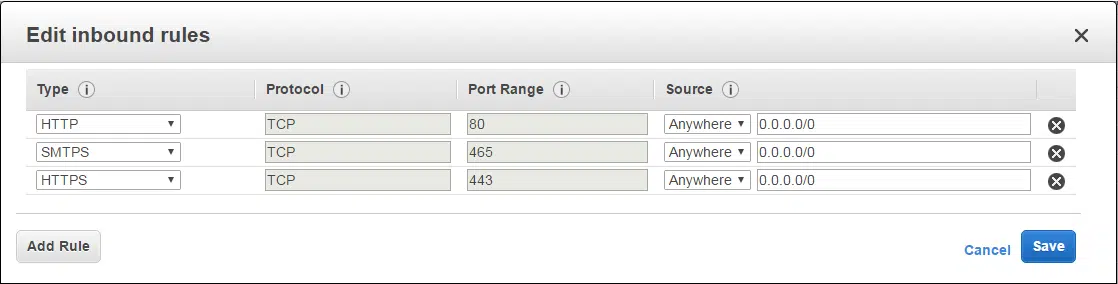 Edit inbound rules
Type Protocol Port Range Source
HTTP TCP 80 Anywhere 0.0.0.0/0
SMTPS TCP 465 Anywhere 0.0.0.0/0
HTTPS TCP 443 Anywhere 0.0.0.0/0
Add Rule Cancel Save